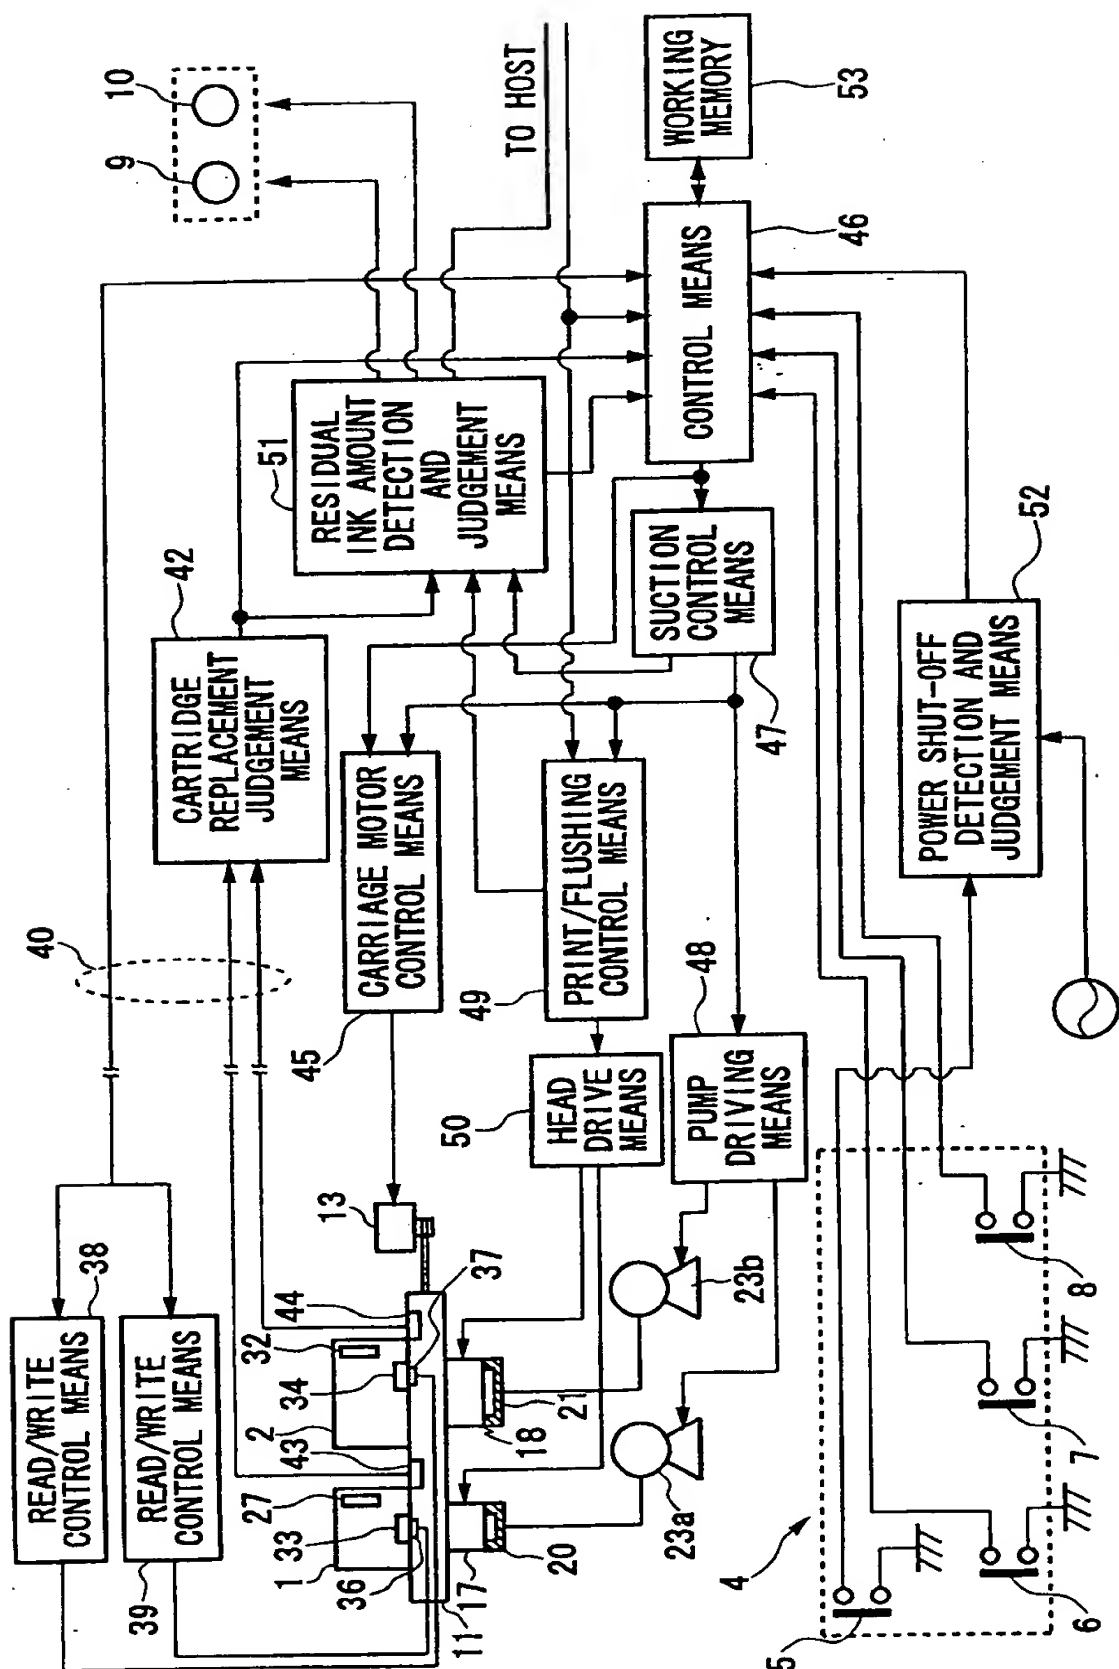 READ/WRITE
CONTROL MEANS
38
READ/WRITE
CONTROL MEANS
39
40
9
10
CARTRIDGE
REPLACEMENT
JUDGEMENT
MEANS
42
27
43
2
32
44
1
33
34
36
37
13
11
17
18
20
21
CARRIAGE MOTOR
CONTROL MEANS
45
RESIDUAL
INK AMOUNT
DETECTION
AND
JUDGEMENT
MEANS
51
TO HOST
HEAD
DRIVE
MEANS
50
PRINT/FLUSHING
CONTROL MEANS
49
23a
23b
PUMP
DRIVING
MEANS
48
SUCTION
CONTROL
MEANS
47
CONTROL MEANS
46
WORKING
MEMORY
53
4
5
6
7
8
POWER SHUT-OFF
DETECTION AND
JUDGEMENT MEANS
52